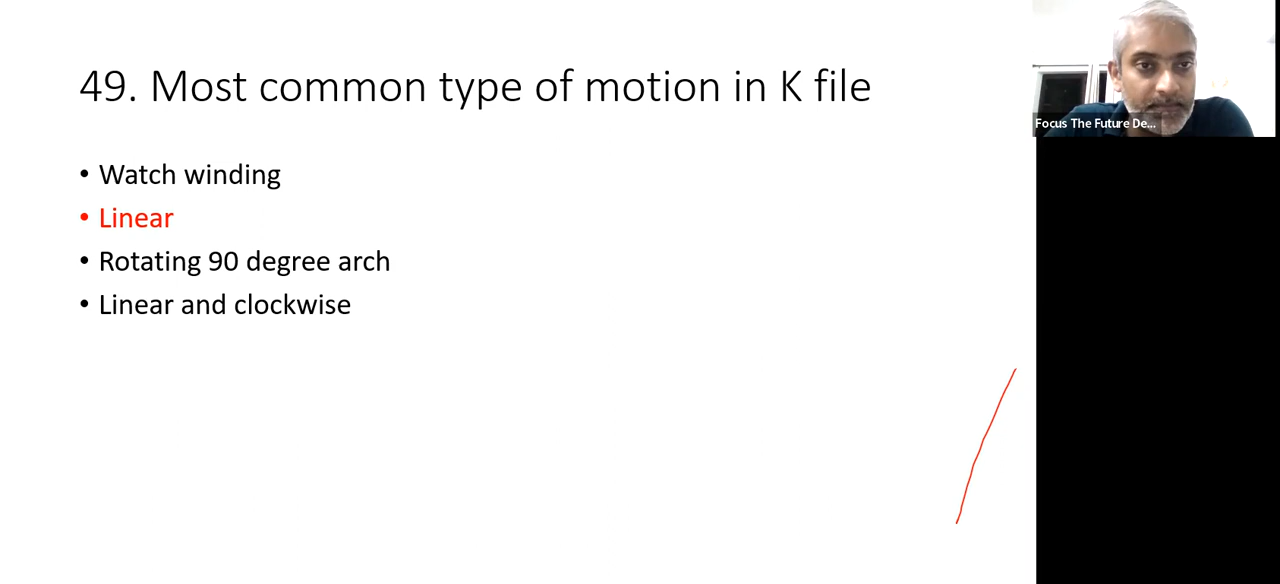 49. Most common type of motion in K file
• Watch winding
• Linear
• Rotating 90 degree arch
• Linear and clockwise
Focus The Future De...